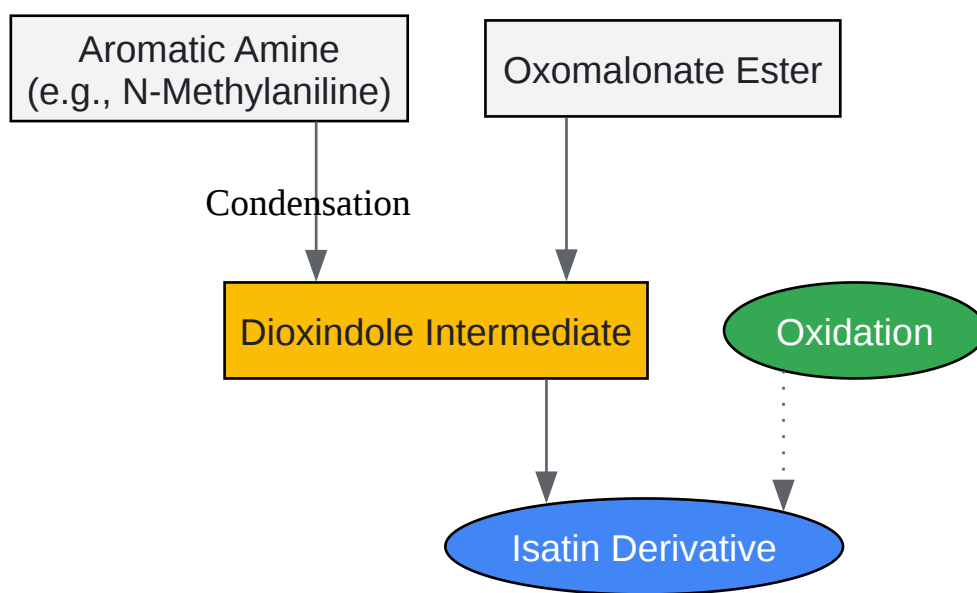 Aromatic Amine
(e.g., N-Methylaniline)
Oxomalonate Ester
Condensation
Dioxindole Intermediate
Oxidation
Isatin Derivative